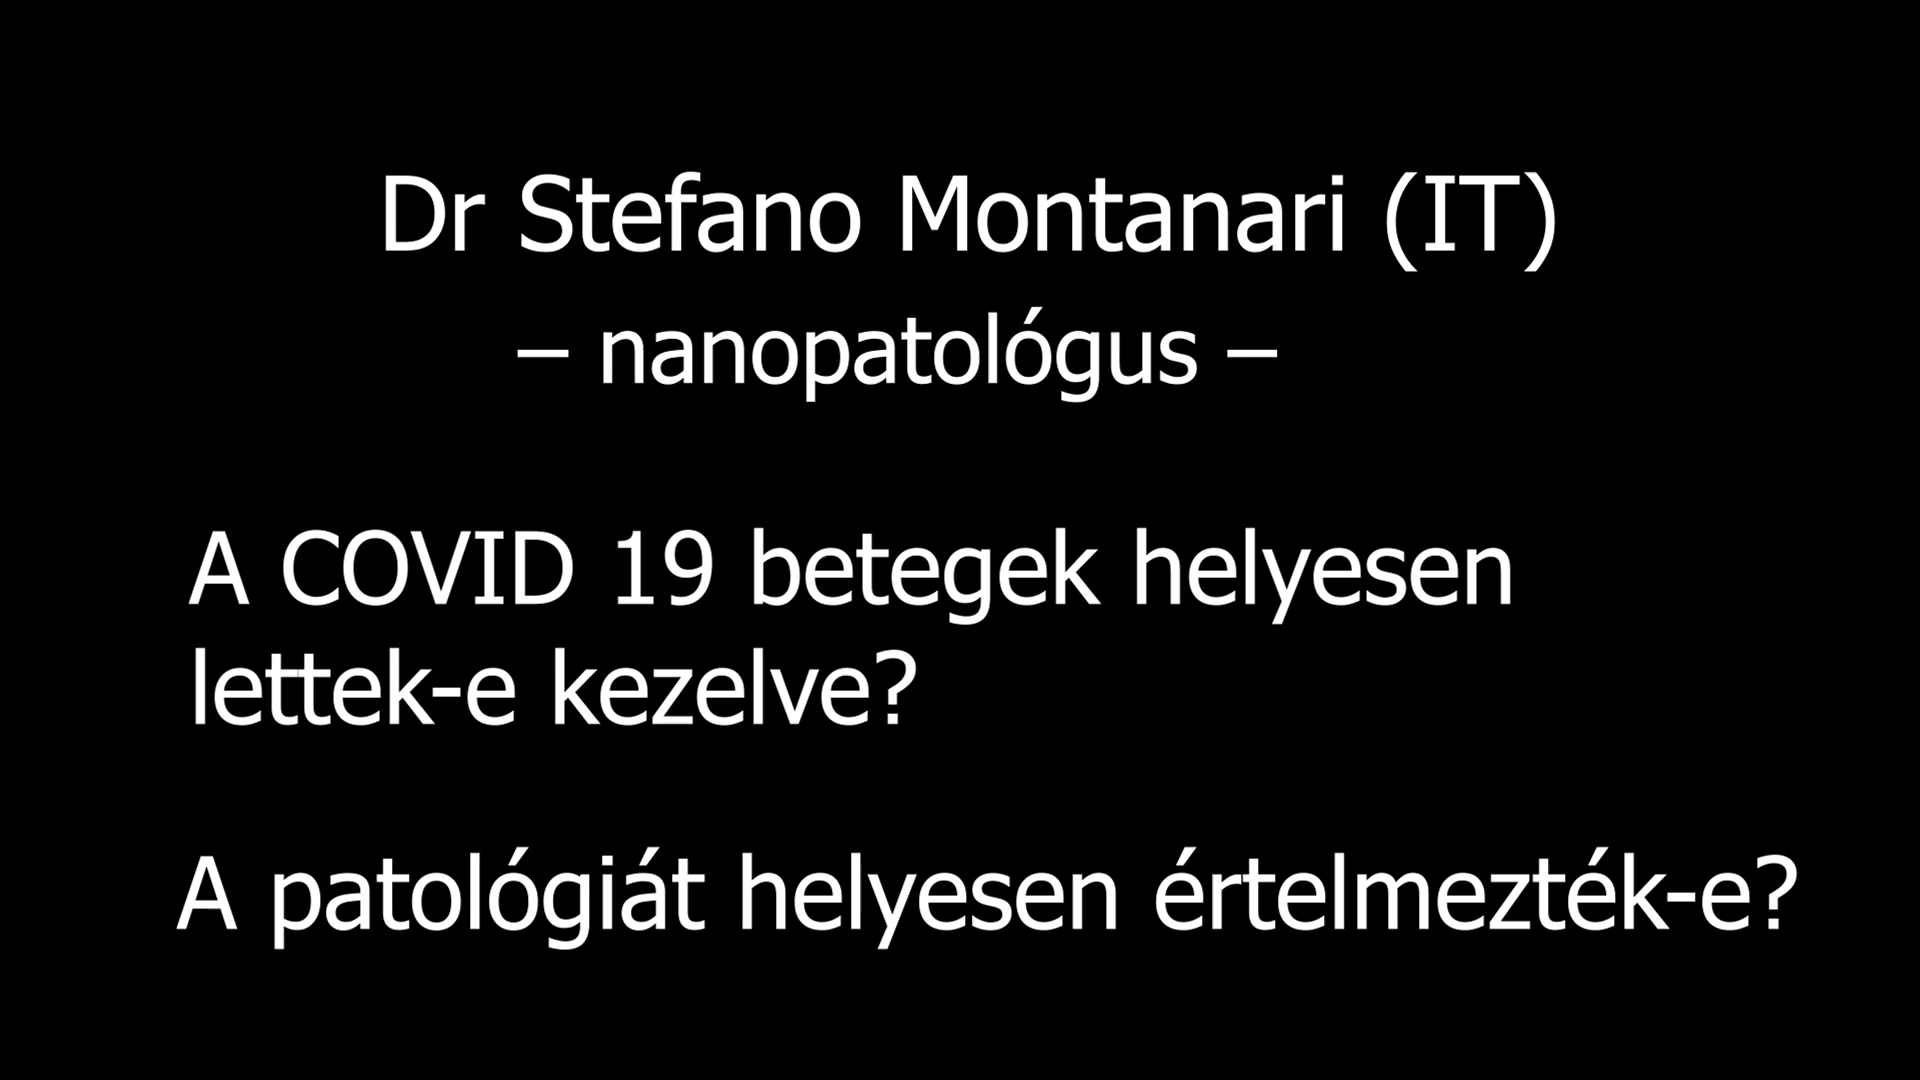 Dr Stefano Montanari (IT)
– nanopatológus –
A COVID 19 betegek helyesen
lettek-e kezelve?
A patológiát helyesen értelmezték-e?